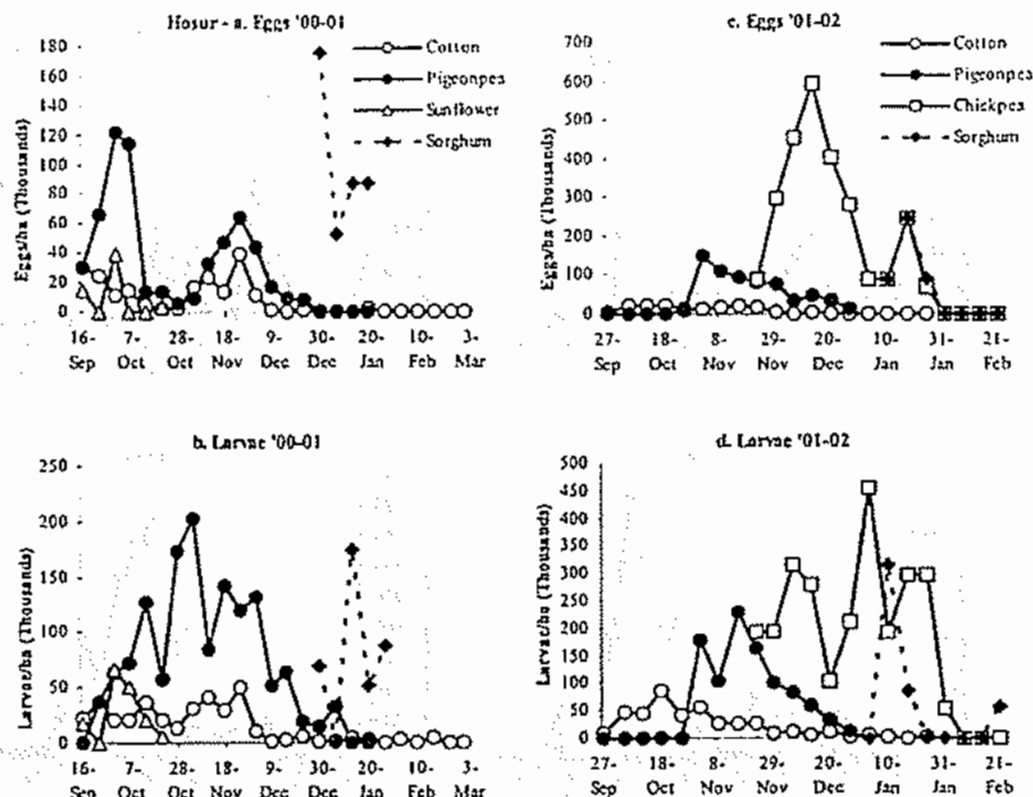 Hosur - a. Eggs '00-01
180
160
140
120
100
80
60
40
20
0
Eggs/ha (Thousands)
Cotton
Pigeonpea
Sunflower
Sorghum
16- 7- 28- 18- 9- 30- 20- 10- 3-
Sep Oct Oct Nov Dec Dec Jan Feb Mar
c. Eggs '01-02
700
600
500
400
300
200
100
0
Eggs/ha (Thousands)
Cotton
Pigeonpea
Chickpea
Sorghum
27- 18- 8- 29- 20- 10- 31- 21-
Sep Oct Nov Nov Dec Jan Jan Feb
b. Larvae '00-01
250
200
150
100
50
0
Larvae/ha (Thousands)
16- 7- 28- 18- 9- 30- 20- 10- 3-
Sep Oct Oct Nov Dec Dec Jan Feb Mar
d. Larvae '01-02
500
450
400
350
300
250
200
150
100
50
0
Larvae/ha (Thousands)
27- 18- 8- 29- 20- 10- 31- 21-
Sep Oct Nov Nov Dec Jan Jan Feb